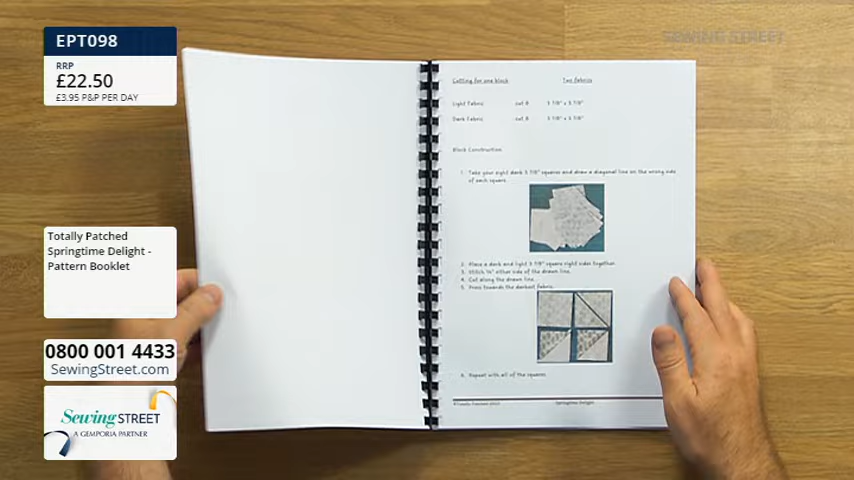 EPT098
RRP
£22.50
£3.95 P&P PER DAY
Totally Patched
Springtime Delight -
Pattern Booklet
0800 001 4433
SewingStreet.com
Sewing STREET
A GEMPORIA PARTNER
SEWING STREET
Cutting for one block Two fabrics
Light Fabric cut 8 3 7/8" x 3 7/8"
Dark Fabric cut 8 3 7/8" x 3 7/8"
Block Construction
1. Take your eight dark 3 7/8" squares and draw a diagonal line on the wrong side
of each square.
2. Place a dark and light 3 7/8" square right sides together.
3. Stitch ¼" either side of the drawn line.
4. Cut along the drawn line.
5. Press towards the darkest fabric.
6. Repeat with all of the squares.
Springtime Delight